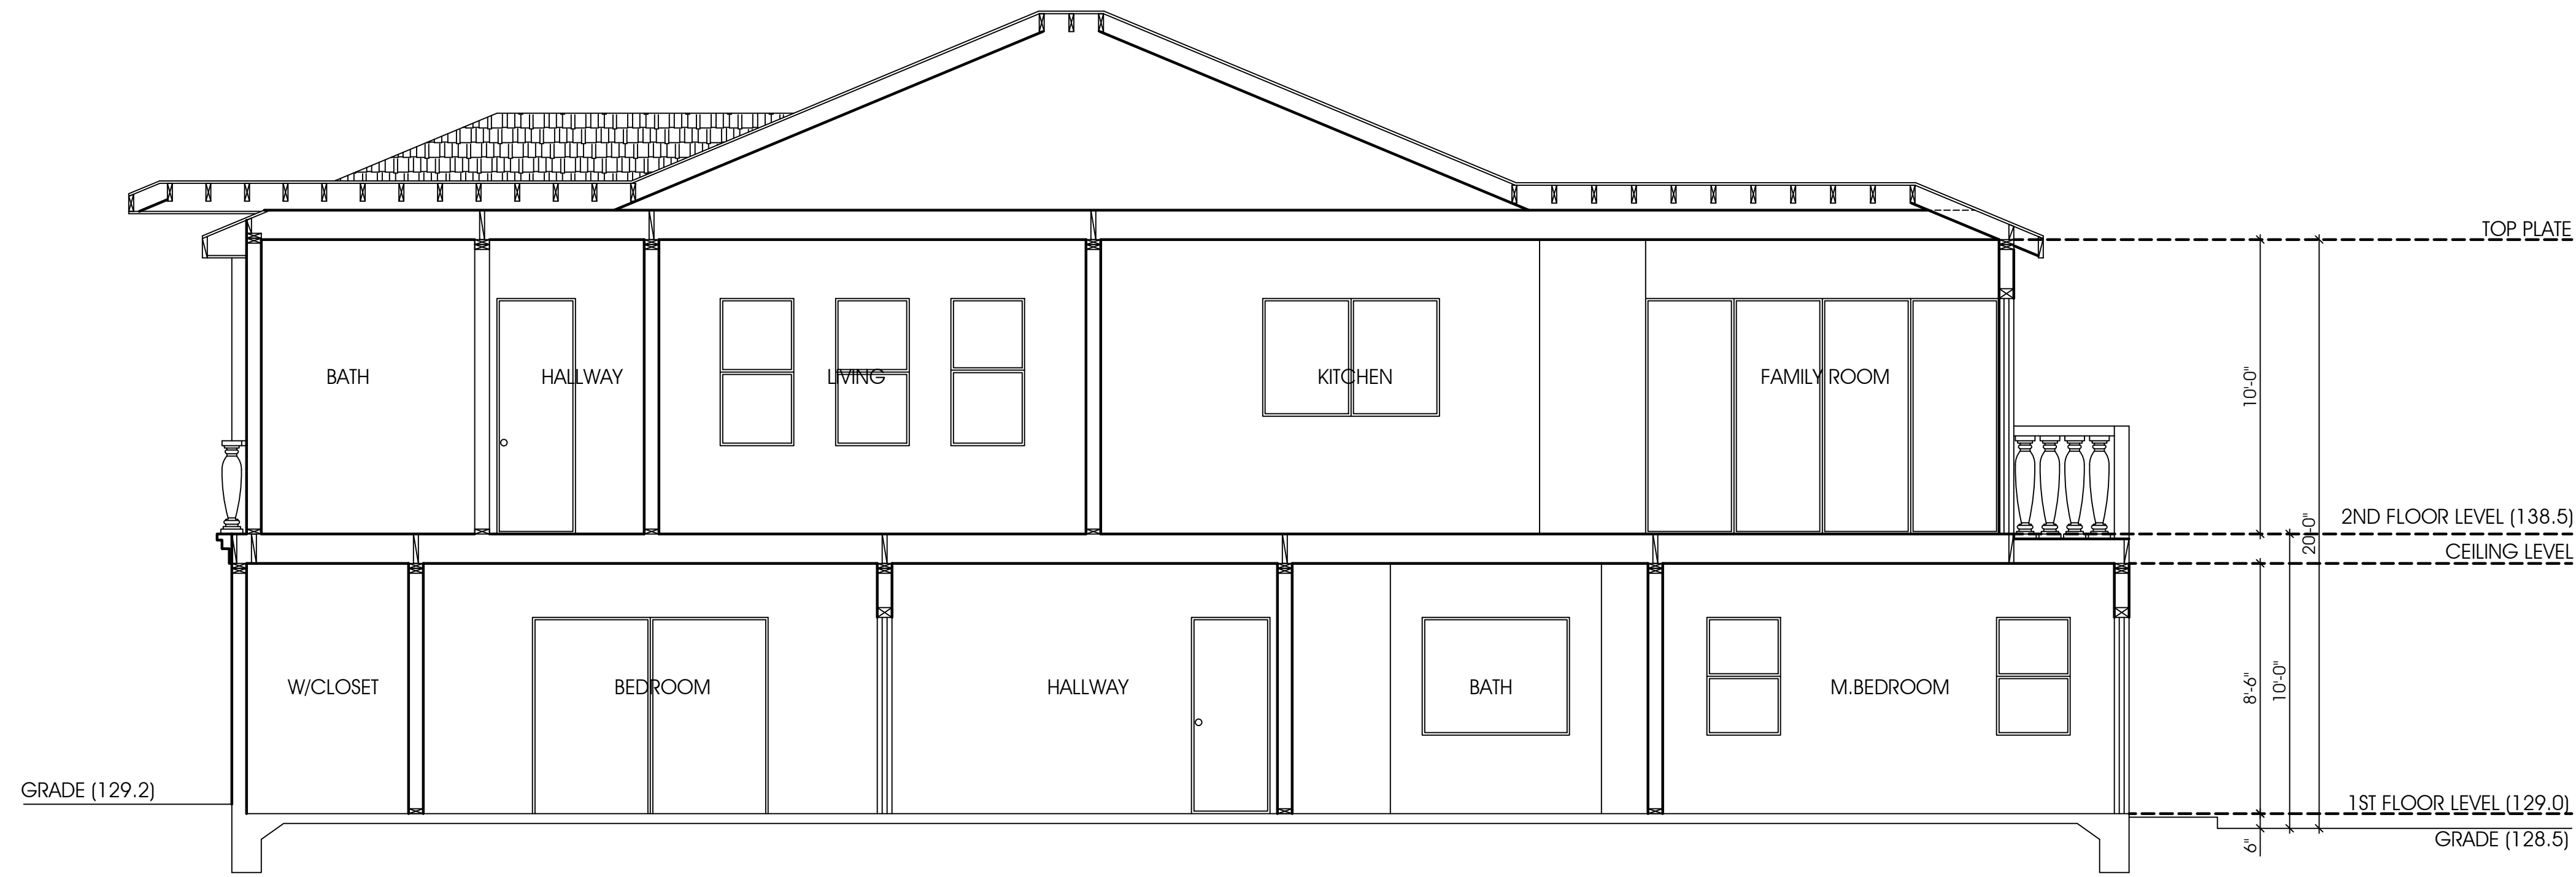 TOP PLATE
BATH
HALLWAY
LIVING
KITCHEN
FAMILY ROOM
10'-0"
2ND FLOOR LEVEL (138.5)
20'-0"
CEILING LEVEL
W/CLOSET
BEDROOM
HALLWAY
BATH
M.BEDROOM
8'-6"
10'-0"
GRADE (129.2)
1ST FLOOR LEVEL (129.0)
6"
GRADE (128.5)